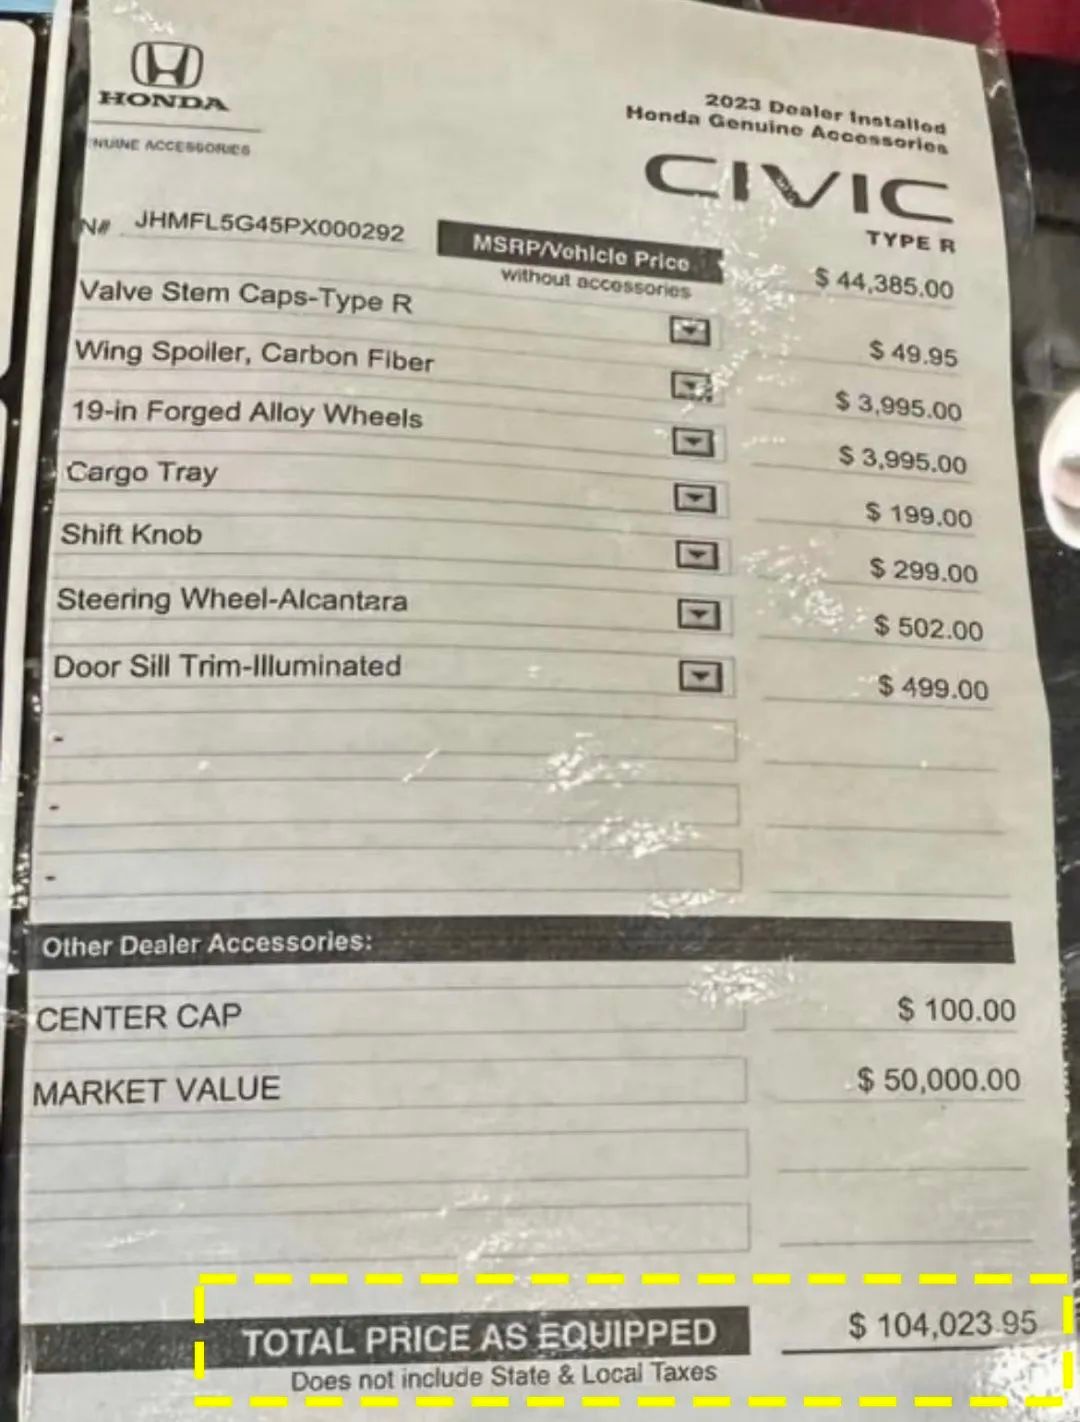 HONDA
2023 Dealer Installed
Honda Genuine Accessories
NUINE ACCESSORIES
CIVIC
TYPE R
N# JHMFL5G45PX000292
MSRP/Vehicle Price $ 44,385.00
without accessories
Valve Stem Caps-Type R $ 49.95
Wing Spoiler, Carbon Fiber $ 3,995.00
19-in Forged Alloy Wheels $ 3,995.00
Cargo Tray $ 199.00
Shift Knob $ 299.00
Steering Wheel-Alcantara $ 502.00
Door Sill Trim-Illuminated $ 499.00
-
-
-
Other Dealer Accessories:
CENTER CAP $ 100.00
MARKET VALUE $ 50,000.00
TOTAL PRICE AS EQUIPPED $ 104,023.95
Does not include State & Local Taxes